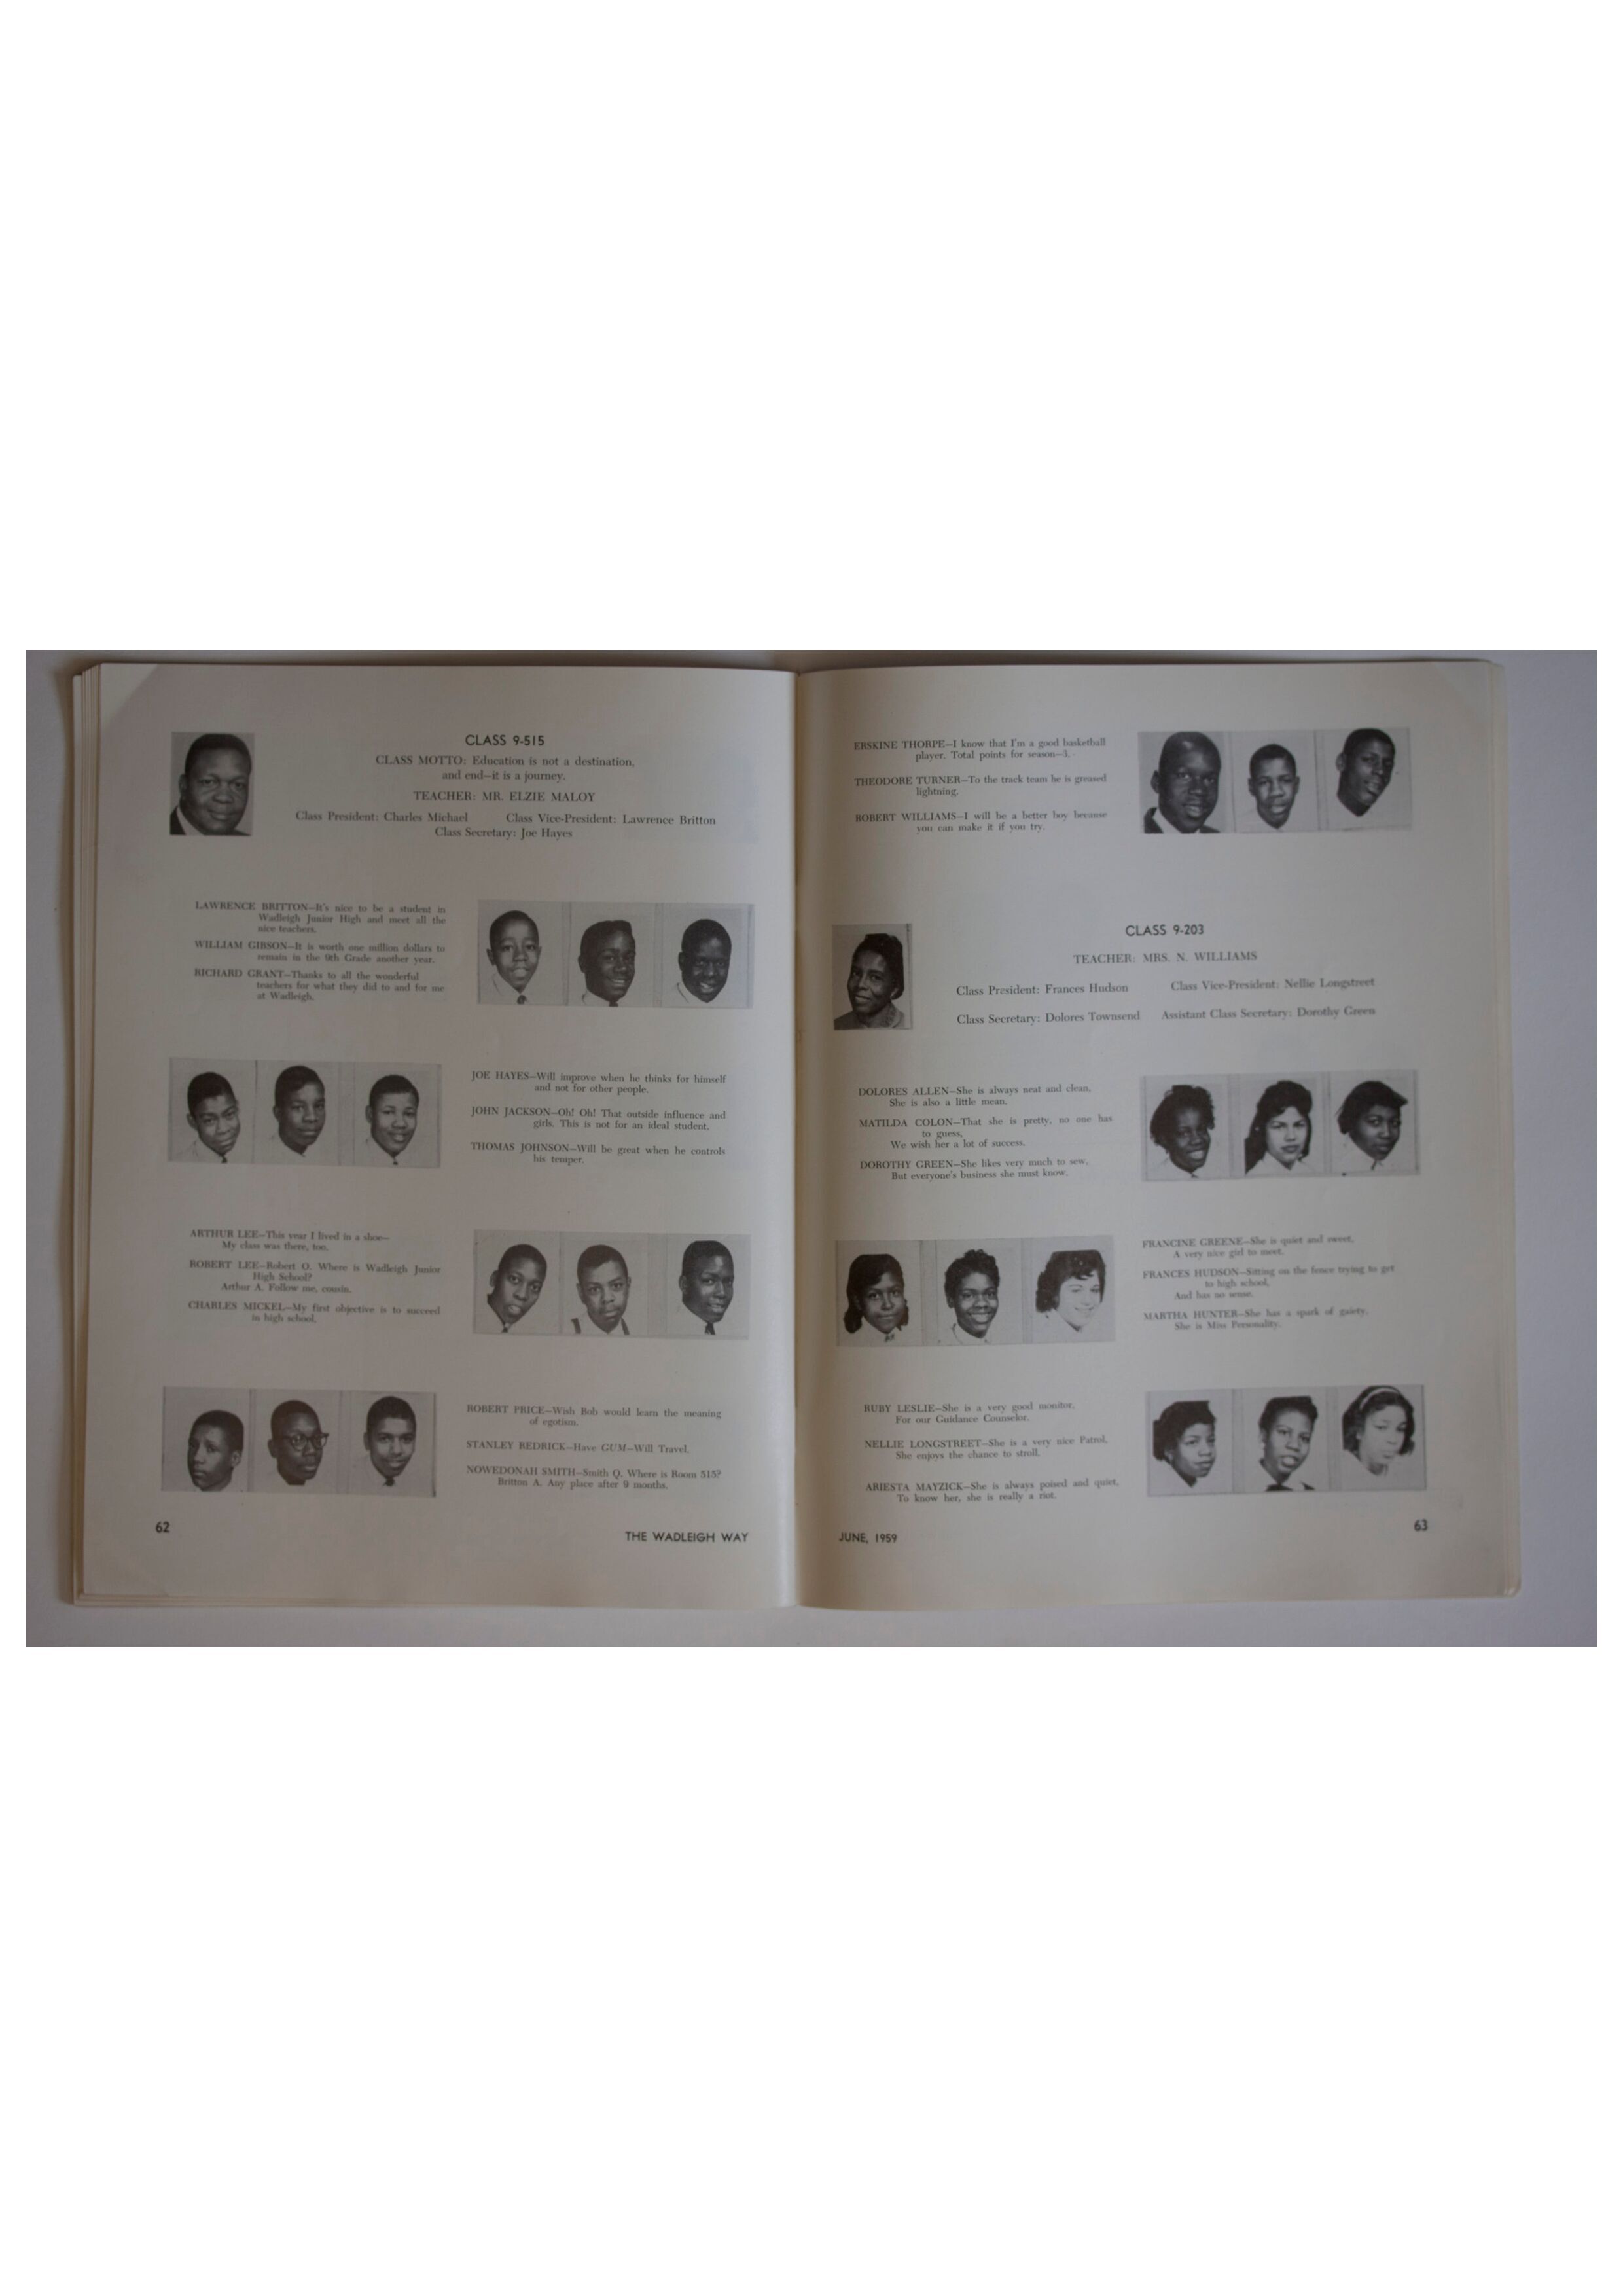 CLASS 9-515
CLASS MOTTO: Education is not a destination,
and end—it is a journey.
TEACHER: MR. ELZIE MALOY
Class President: Charles Michael Class Vice-President: Lawrence Britton
Class Secretary: Joe Hayes
LAWRENCE BRITTON—It's nice to be a student in
Wadleigh Junior High and meet all the
nice teachers.
WILLIAM GIBSON—It is worth one million dollars to
remain in the 9th Grade another year.
RICHARD GRANT—Thanks to all the wonderful
teachers for what they did to and for me
at Wadleigh.
JOE HAYES—Will improve when he thinks for himself
and not for other people.
JOHN JACKSON—Oh! Oh! That outside influence and
girls. This is not for an ideal student.
THOMAS JOHNSON—Will be great when he controls
his temper.
ARTHUR LEE—This year I lived in a shoe—
My class was there, too.
ROBERT LEE—Robert O. Where is Wadleigh Junior
High School?
Arthur A. Follow me, cousin.
CHARLES MICKEL—My first objective is to succeed
in high school.
ROBERT PRICE—Wish Bob would learn the meaning
of egotism.
STANLEY REDRICK—Have GUM—Will Travel.
NOWEDONAH SMITH—Smith Q. Where is Room 515?
Britton A. Any place after 9 months.
62
THE WADLEIGH WAY
ERSKINE THORPE—I know that I'm a good basketball
player. Total points for season—5.
THEODORE TURNER—To the track team he is greased
lightning.
ROBERT WILLIAMS—I will be a better boy because
you can make it if you try.
CLASS 9-203
TEACHER: MRS. N. WILLIAMS
Class President: Frances Hudson Class Vice-President: Nellie Longstreet
Class Secretary: Dolores Townsend Assistant Class Secretary: Dorothy Green
DOLORES ALLEN—She is always neat and clean,
She is also a little mean.
MATILDA COLON—That she is pretty, no one has
to guess,
We wish her a lot of success.
DOROTHY GREEN—She likes very much to sew,
But everyone's business she must know.
FRANCINE GREENE—She is quiet and sweet,
A very nice girl to meet.
FRANCES HUDSON—Sitting on the fence trying to get
to high school,
And has no sense.
MARTHA HUNTER—She has a spark of gaiety,
She is Miss Personality.
RUBY LESLIE—She is a very good monitor,
For our Guidance Counselor.
NELLIE LONGSTREET—She is a very nice Patrol,
She enjoys the chance to stroll.
ARIESTA MAYZICK—She is always poised and quiet,
To know her, she is really a riot.
JUNE, 1959
63